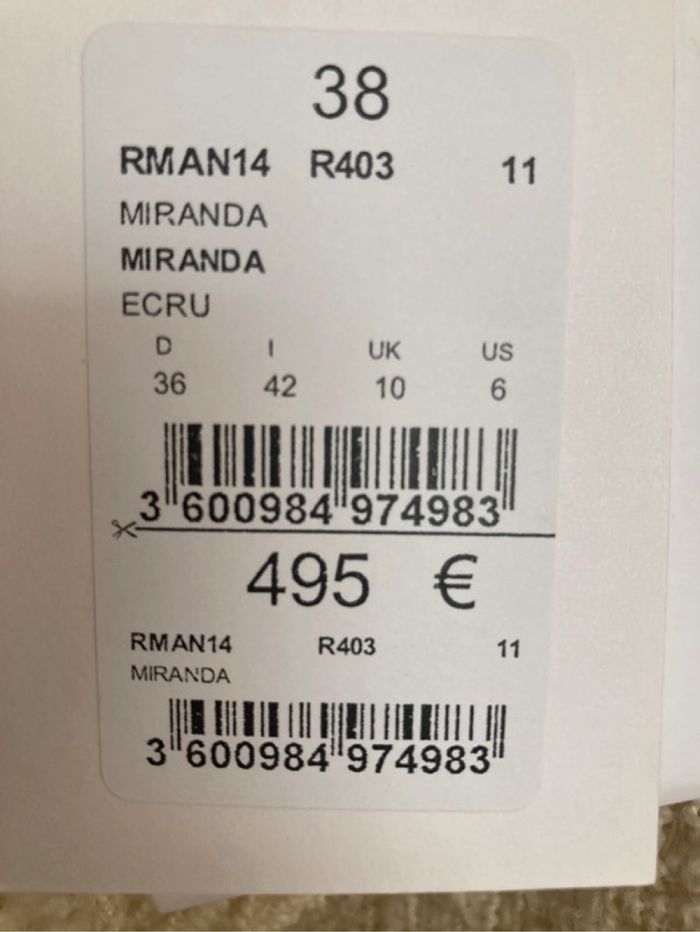 38
RMAN14 R403 11
MIRANDA
MIRANDA
ECRU
D I UK US
36 42 10 6
3 600984 974983
495 €
RMAN14 R403 11
MIRANDA
3 600984 974983